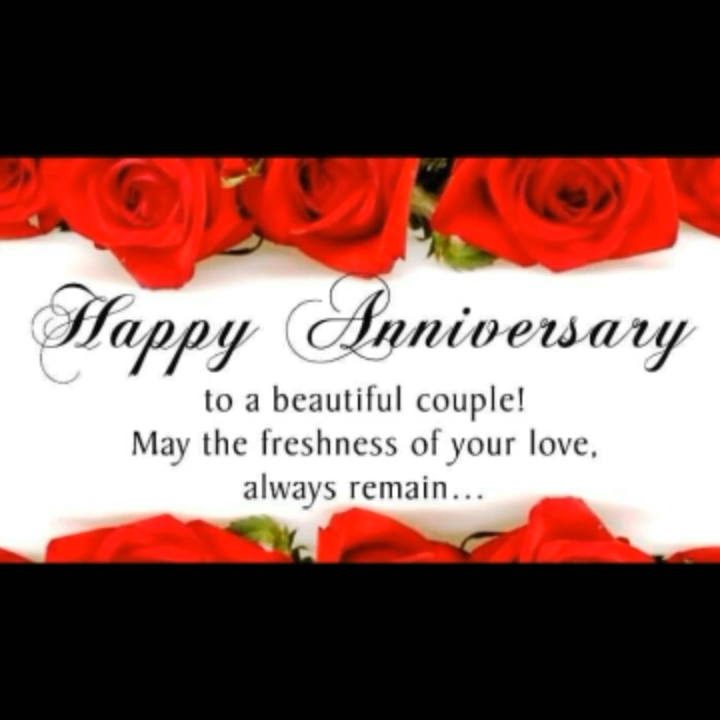 Happy Anniversary
to a beautiful couple!
May the freshness of your love,
always remain...